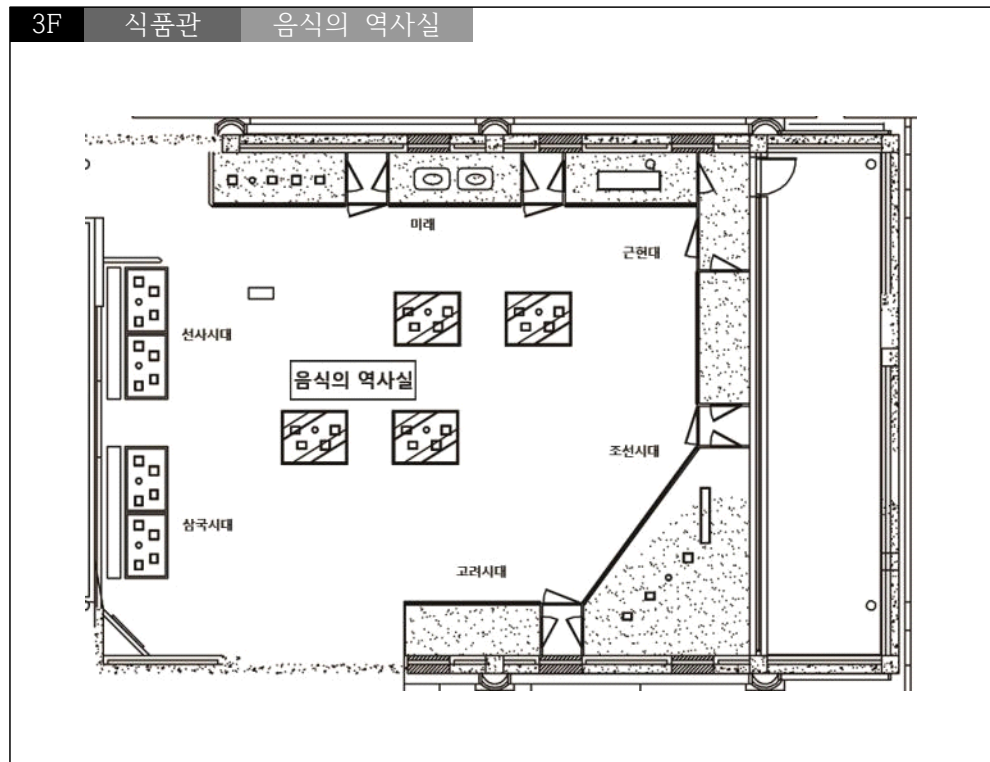 3F 식품관 음식의 역사실
미래
근현대
선사시대
음식의 역사실
조선시대
삼국시대
고려시대